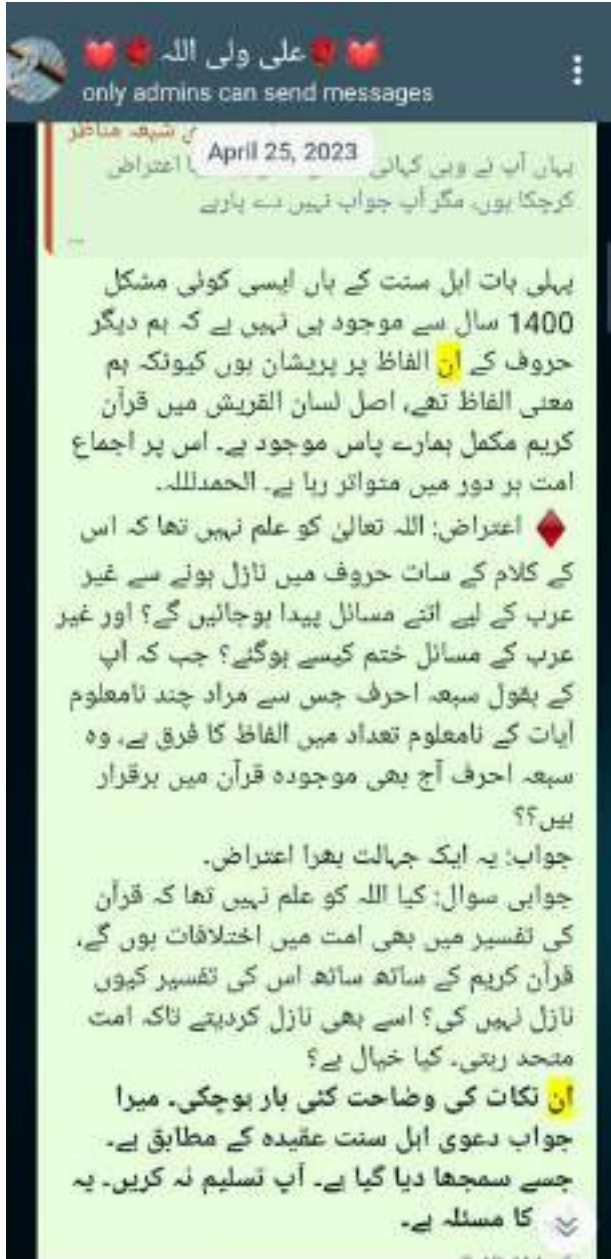 علی ولی اللہ
only admins can send messages
شیعہ مناظر
April 25, 2023
یہاں آپ نے وہی کہانی اعتراض
کرچکا ہوں۔ مگر آپ جواب نہیں دے پارہے
...
پہلی بات اہل سنت کے ہاں ایسی کوئی مشکل
1400 سال سے موجود ہی نہیں ہے کہ ہم دیگر
حروف کے ان الفاظ پر پریشان ہوں کیونکہ ہم
معنی الفاظ تھے، اصل لسان القریش میں قرآن
کریم مکمل ہمارے پاس موجود ہے۔ اس پر اجماع
امت ہر دور میں متواتر رہا ہے۔ الحمدللہ۔
اعتراض: اللہ تعالیٰ کو علم نہیں تھا کہ اس
کے کلام کے سات حروف میں نازل ہونے سے غیر
عرب کے لیے اتنے مسائل پیدا ہوجائیں گے؟ اور غیر
عرب کے مسائل ختم کیسے ہوگئے؟ جب کہ آپ
کے بقول سبعہ احرف جس سے مراد چند نامعلوم
آیات کے نامعلوم تعداد میں الفاظ کا فرق ہے، وہ
سبعہ احرف آج بھی موجودہ قرآن میں برقرار
ہیں؟؟
جواب: یہ ایک جہالت بھرا اعتراض۔
جوابی سوال: کیا اللہ کو علم نہیں تھا کہ قرآن
کی تفسیر میں بھی امت میں اختلافات ہوں گے،
قرآن کریم کے ساتھ ساتھ اس کی تفسیر کیوں
نازل نہیں کی؟ اسے بھی نازل کردیتے تاکہ امت
متحد رہتی۔ کیا خیال ہے؟
ان نکات کی وضاحت کئی بار ہوچکی۔ میرا
جواب دعوی اہل سنت عقیدہ کے مطابق ہے۔
جسے سمجھا دیا گیا ہے۔ آپ تسلیم نہ کریں۔ یہ
کا مسئلہ ہے۔